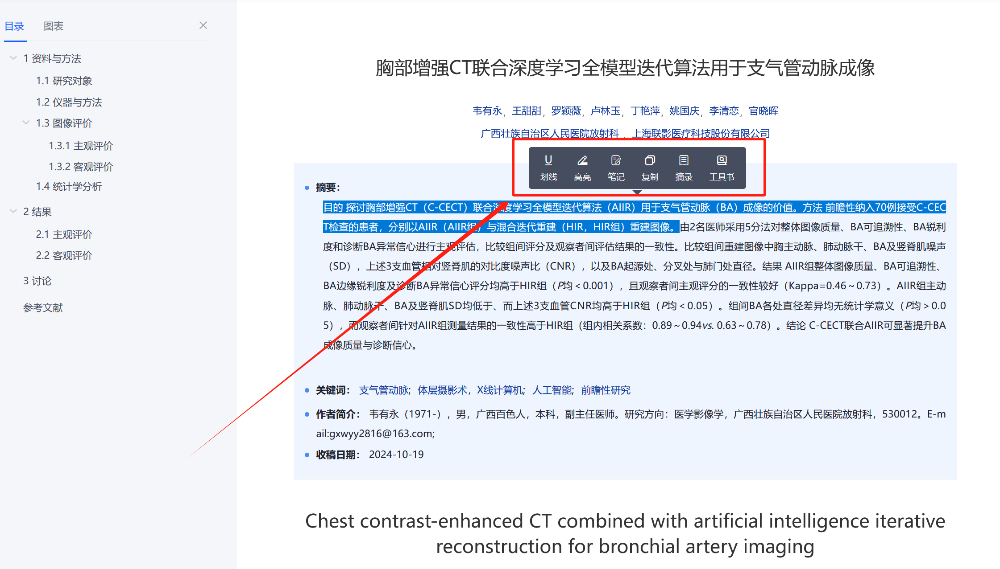 目录
图表
1 资料与方法
1.1 研究对象
1.2 仪器与方法
1.3 图像评价
1.3.1 主观评价
1.3.2 客观评价
1.4 统计学分析
2 结果
2.1 主观评价
2.2 客观评价
3 讨论
参考文献
胸部增强CT联合深度学习全模型迭代算法用于支气管动脉成像
韦有永，王甜甜，罗颖薇，卢林玉，丁艳萍，姚国庆，李清恋，官晓晖
广西壮族自治区人民医院放射科，上海联影医疗科技股份有限公司
划线 高亮 笔记 复制 摘录 工具书
摘要：
目的 探讨胸部增强CT（C-CECT）联合深度学习全模型迭代算法（AIIR）用于支气管动脉（BA）成像的价值。方法 前瞻性纳入70例接受C-CEC
T检查的患者，分别以AIIR（AIIR组）与混合迭代重建（HIR，HIR组）重建图像。由2名医师采用5分法对整体图像质量、BA可追溯性、BA锐利
度和诊断BA异常信心进行主观评估，比较组间评分及观察者间评估结果的一致性。比较组间重建图像中胸主动脉、肺动脉干、BA及竖脊肌噪声
（SD），上述3支血管相对竖脊肌的对比度噪声比（CNR），以及BA起源处、分叉处与肺门处直径。结果 AIIR组整体图像质量、BA可追溯性、
BA边缘锐利度及诊断BA异常信心评分均高于HIR组（P均＜0.001），且观察者间主观评分的一致性较好（Kappa=0.46～0.73）。AIIR组主动
脉、肺动脉干、BA及竖脊肌SD均低于、而上述3支血管CNR均高于HIR组（P均＜0.05）。组间BA各处直径差异均无统计学意义（P均＞0.0
5），而观察者间针对AIIR组测量结果的一致性高于HIR组（组内相关系数：0.89～0.94vs. 0.63～0.78）。结论 C-CECT联合AIIR可显著提升BA
成像质量与诊断信心。
关键词： 支气管动脉; 体层摄影术，X线计算机; 人工智能; 前瞻性研究
作者简介： 韦有永（1971-），男，广西百色人，本科，副主任医师。研究方向：医学影像学，广西壮族自治区人民医院放射科，530012。E-m
ail:gxwyy2816@163.com;
收稿日期： 2024-10-19
Chest contrast-enhanced CT combined with artificial intelligence iterative
reconstruction for bronchial artery imaging